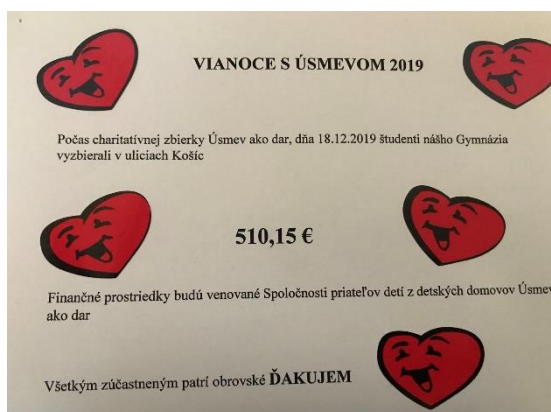 VIANOCE S ÚSMEVOM 2019
Počas charitatívnej zbierky Úsmev ako dar, dňa 18.12.2019 študenti nášho Gymnázia
vyzbierali v uliciach Košíc
510,15 €
Finančné prostriedky budú venované Spoločnosti priateľov detí z detských domovov Úsmev
ako dar
Všetkým zúčastneným patrí obrovské ĎAKUJEM